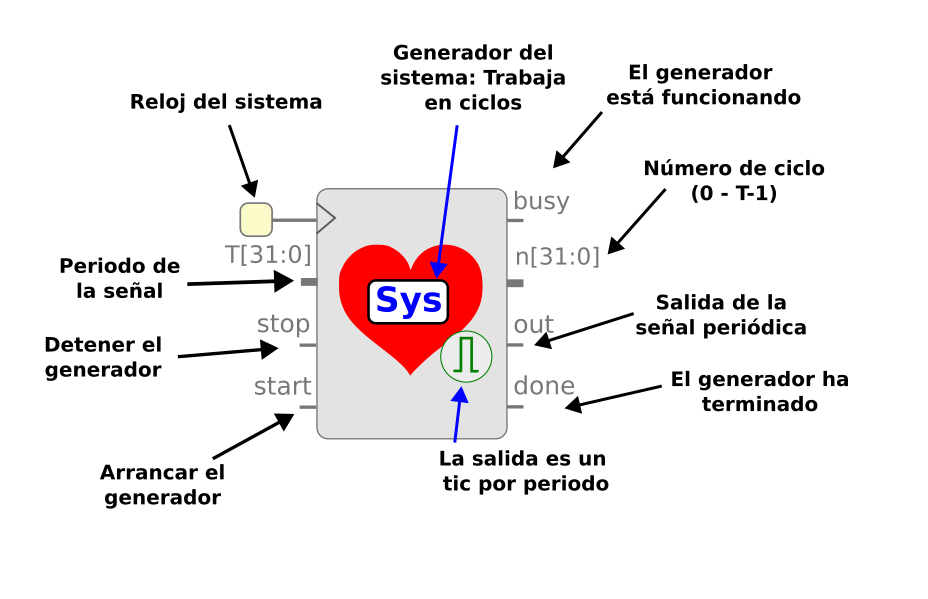 Generador del
sistema: Trabaja
en ciclos
El generador
está funcionando
Reloj del sistema
Número de ciclo
(0 - T-1)
busy
T[31:0]
n[31:0]
Periodo de
la señal
Sys
Salida de la
señal periódica
stop
out
Detener el
generador
start
done
El generador ha
terminado
Arrancar el
generador
La salida es un
tic por periodo